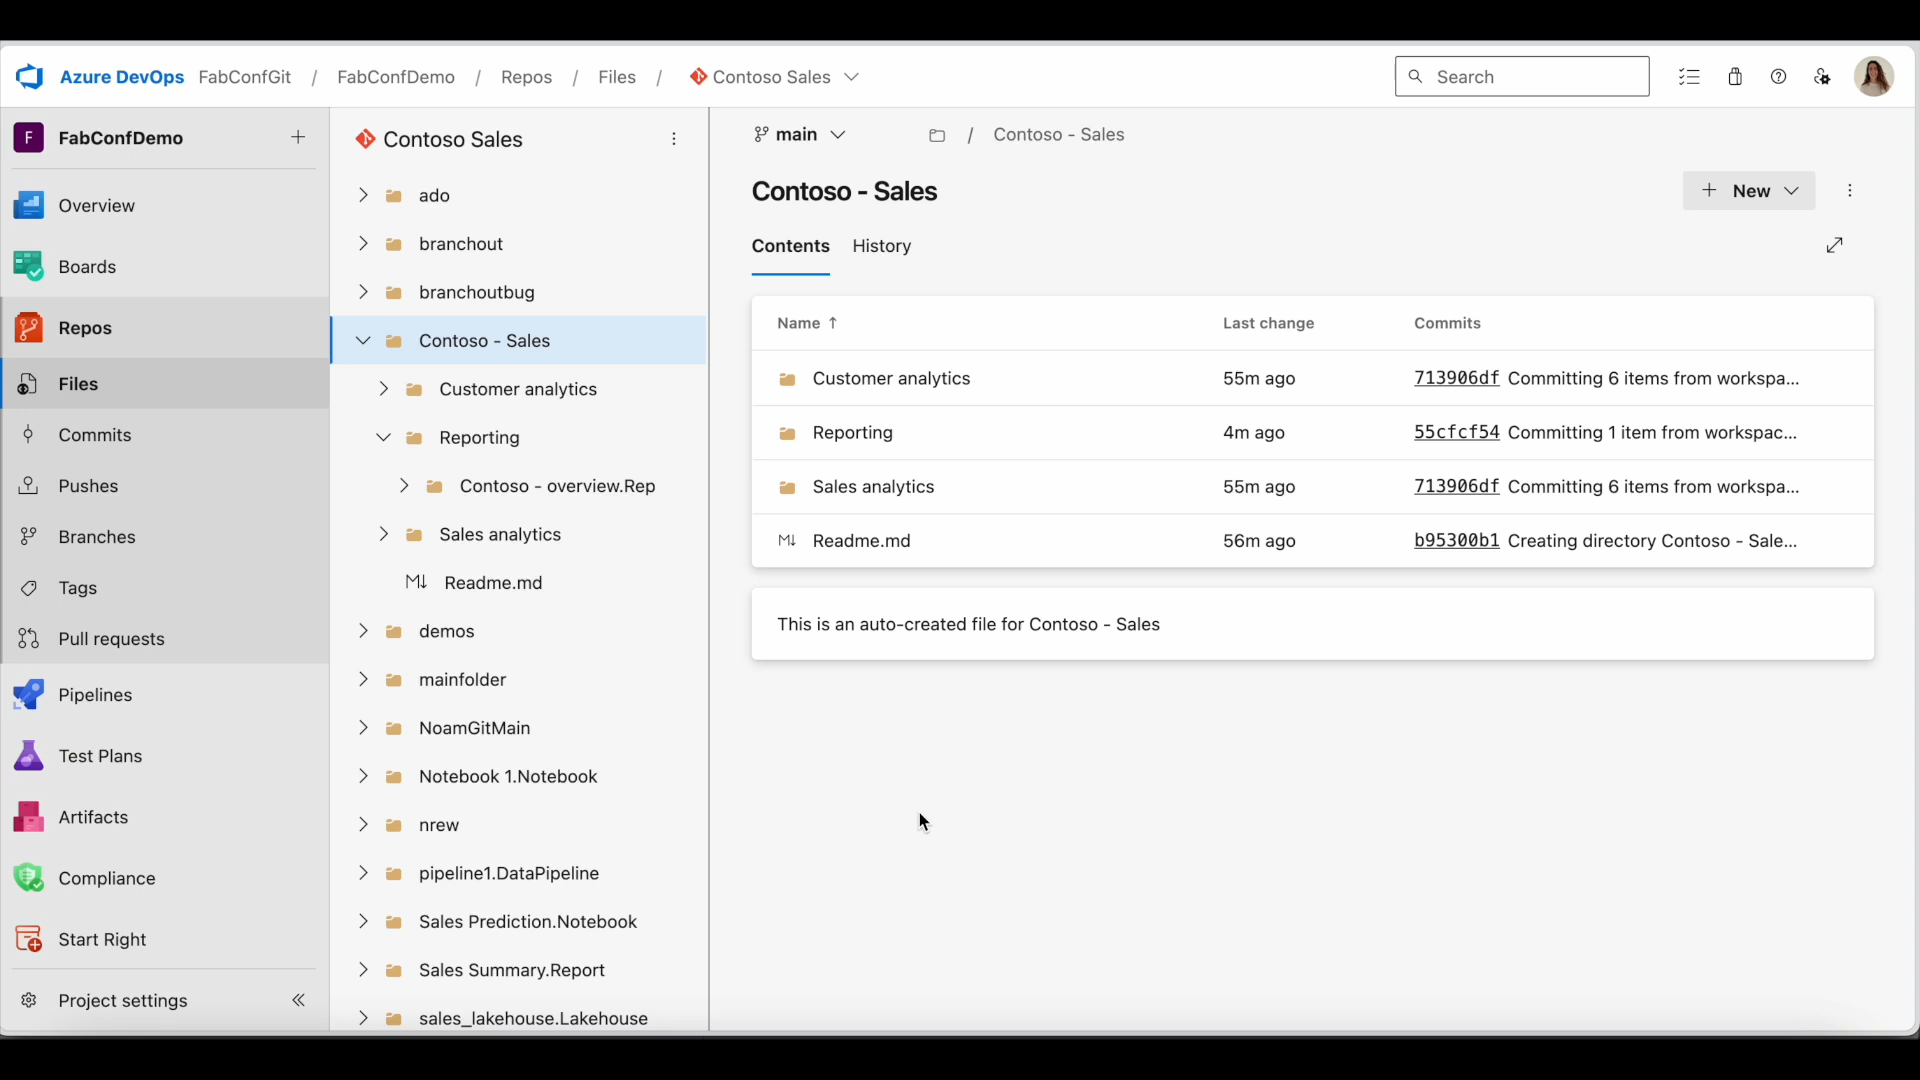 Azure DevOps FabConfGit / FabConfDemo / Repos / Files / Contoso Sales
Search
F FabConfDemo
Overview
Boards
Repos
Files
Commits
Pushes
Branches
Tags
Pull requests
Pipelines
Test Plans
Artifacts
Compliance
Start Right
Project settings
Contoso Sales
ado
branchout
branchoutbug
Contoso - Sales
Customer analytics
Reporting
Contoso - overview.Rep
Sales analytics
M↓ Readme.md
demos
mainfolder
NoamGitMain
Notebook 1.Notebook
nrew
pipeline1.DataPipeline
Sales Prediction.Notebook
Sales Summary.Report
sales_lakehouse.Lakehouse
main / Contoso - Sales
Contoso - Sales
+ New
Contents History
Name ↑ Last change Commits
Customer analytics 55m ago 713906df Committing 6 items from workspa...
Reporting 4m ago 55cfcf54 Committing 1 item from workspac...
Sales analytics 55m ago 713906df Committing 6 items from workspa...
M↓ Readme.md 56m ago b95300b1 Creating directory Contoso - Sale...
This is an auto-created file for Contoso - Sales